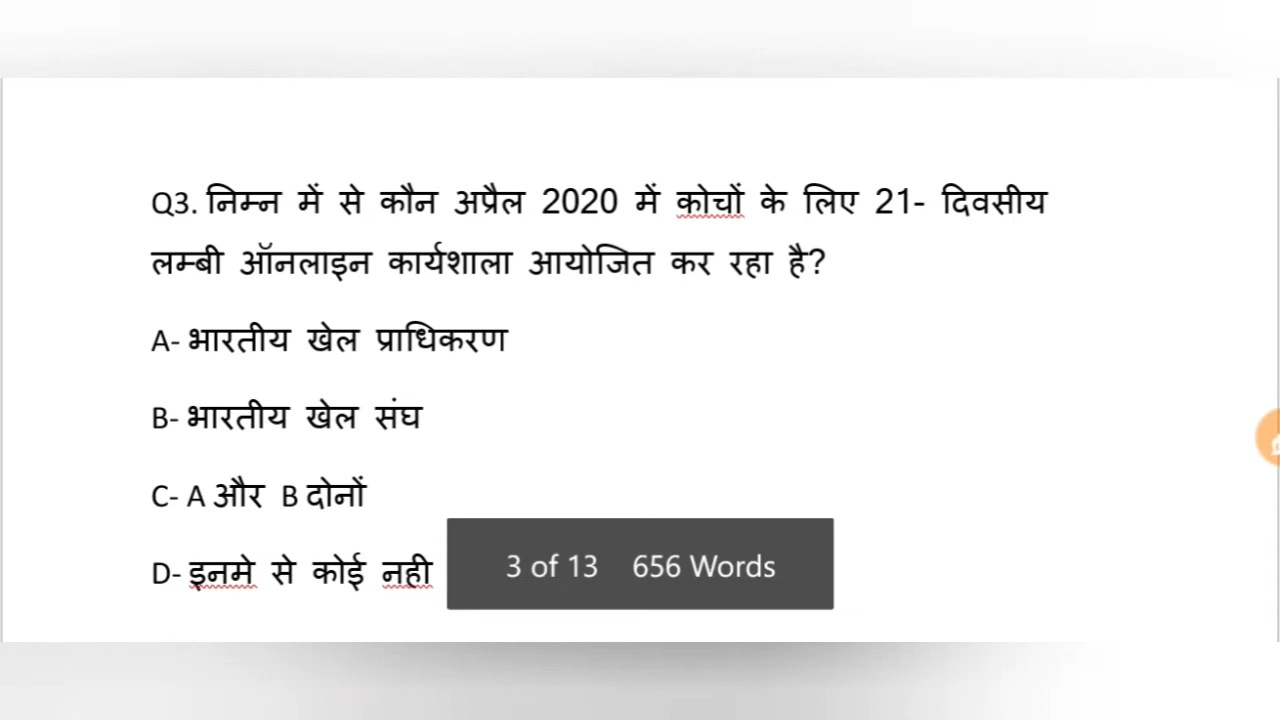 Q3. निम्न में से कौन अप्रैल 2020 में कोचों के लिए 21- दिवसीय
लम्बी ऑनलाइन कार्यशाला आयोजित कर रहा है?
A- भारतीय खेल प्राधिकरण
B- भारतीय खेल संघ
C- A और B दोनों
D- इनमे से कोई नही
3 of 13 656 Words